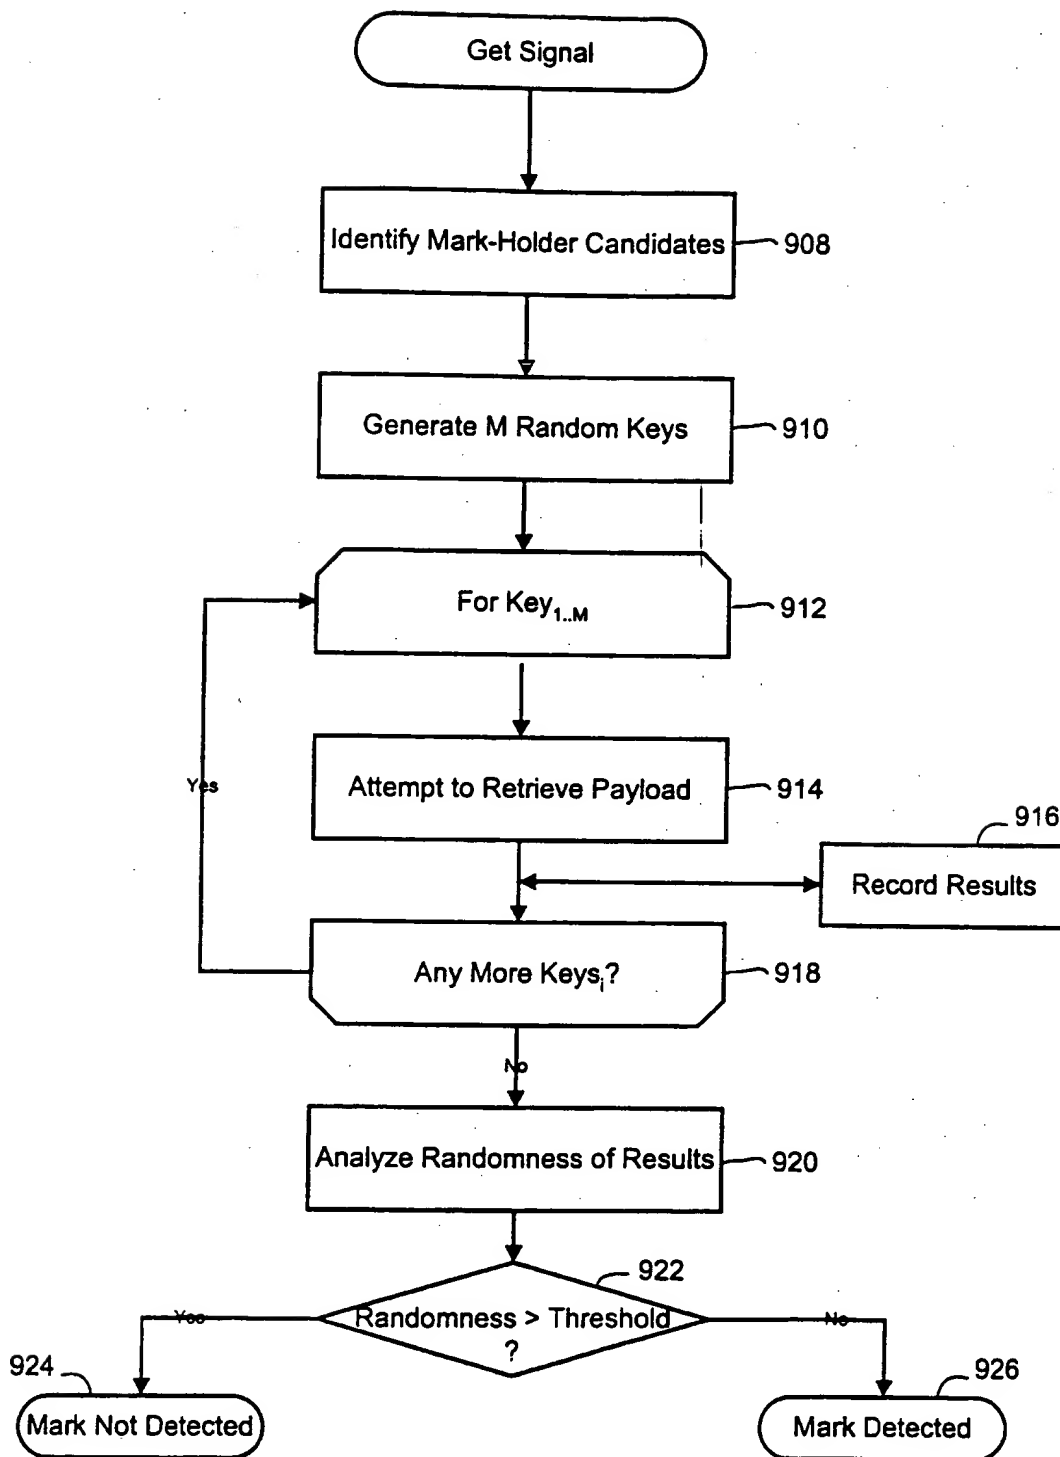 Get Signal
Identify Mark-Holder Candidates
908
Generate M Random Keys
910
For Key1..M
912
Attempt to Retrieve Payload
914
Yes
916
Record Results
Any More Keysi?
918
No
Analyze Randomness of Results
920
922
Randomness > Threshold
?
Yes
No
924
Mark Not Detected
926
Mark Detected